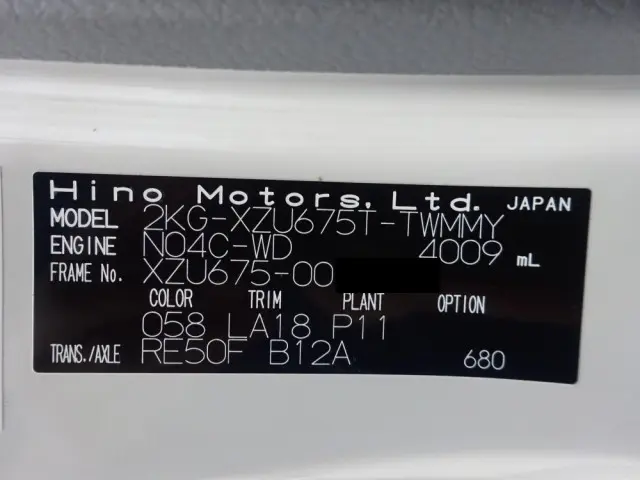 Hino Motors, Ltd. JAPAN
MODEL 2KG-XZU675T-TWMMY
ENGINE N04C-WD 4009 mL
FRAME No. XZU675-00
COLOR TRIM PLANT OPTION
058 LA18 P11
TRANS./AXLE RE50F B12A 680